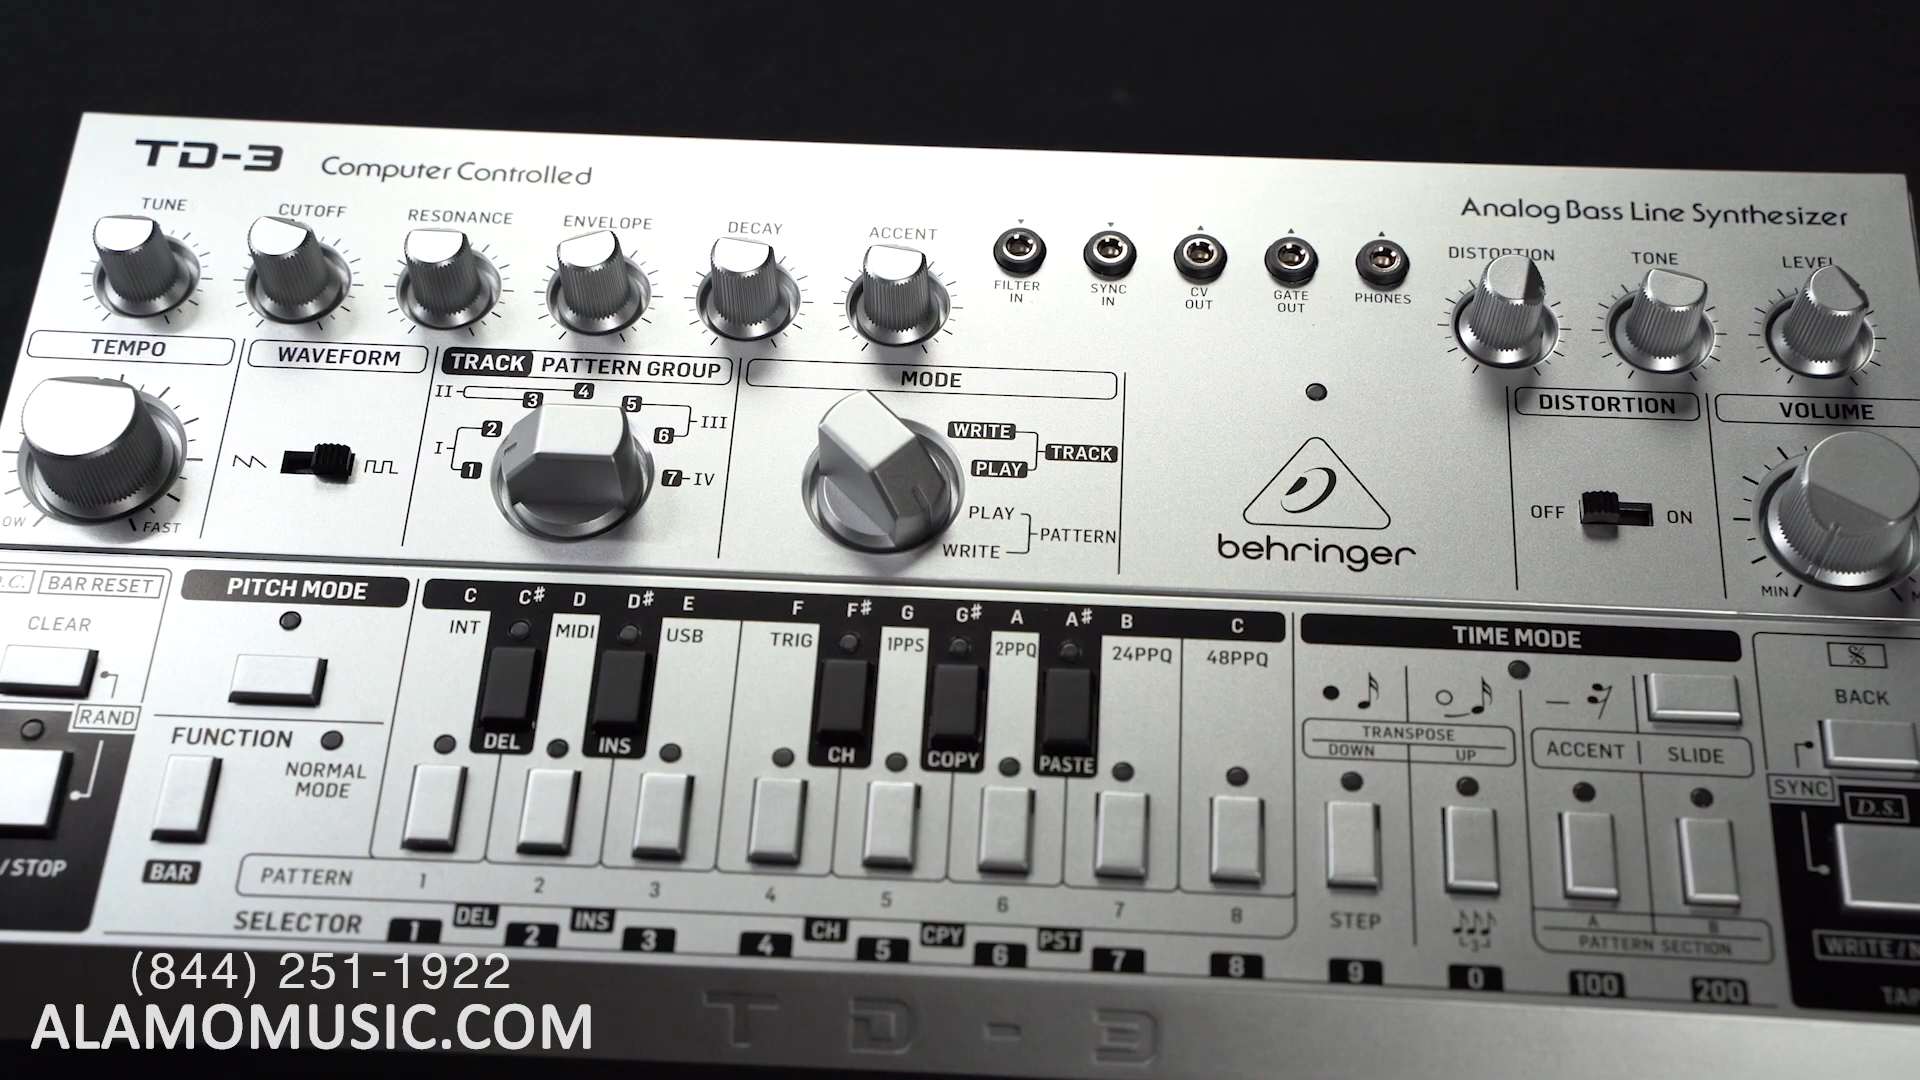 TD-3 Computer Controlled
Analog Bass Line Synthesizer
TUNE CUTOFF RESONANCE ENVELOPE DECAY ACCENT
FILTER IN
SYNC IN
CV OUT
GATE OUT
PHONES
DISTORTION TONE LEVEL
TEMPO WAVEFORM TRACK PATTERN GROUP MODE
DISTORTION VOLUME
II 3 4 5 III
I 1 2 6 7 IV
FAST
WRITE
PLAY
TRACK
PLAY
WRITE
PATTERN
behringer
OFF ON
MIN
BAR RESET
CLEAR
RAND
/STOP
PITCH MODE
C C# D D# E F F# G G# A A# B C
INT MIDI USB TRIG 1PPS 2PPQ 24PPQ 48PPQ
DEL INS CH COPY PASTE
FUNCTION
NORMAL
MODE
BAR
TIME MODE
TRANSPOSE
DOWN UP
ACCENT SLIDE
STEP
3
A B
PATTERN SECTION
BACK
SYNC
D.S.
WRITE/
PATTERN 1 2 3 4 5 6 7 8
SELECTOR 1 DEL 2 INS 3 4 CH 5 CPY 6 PST 7 8 9 0 100 200
TD-3
(844) 251-1922
ALAMOMUSIC.COM